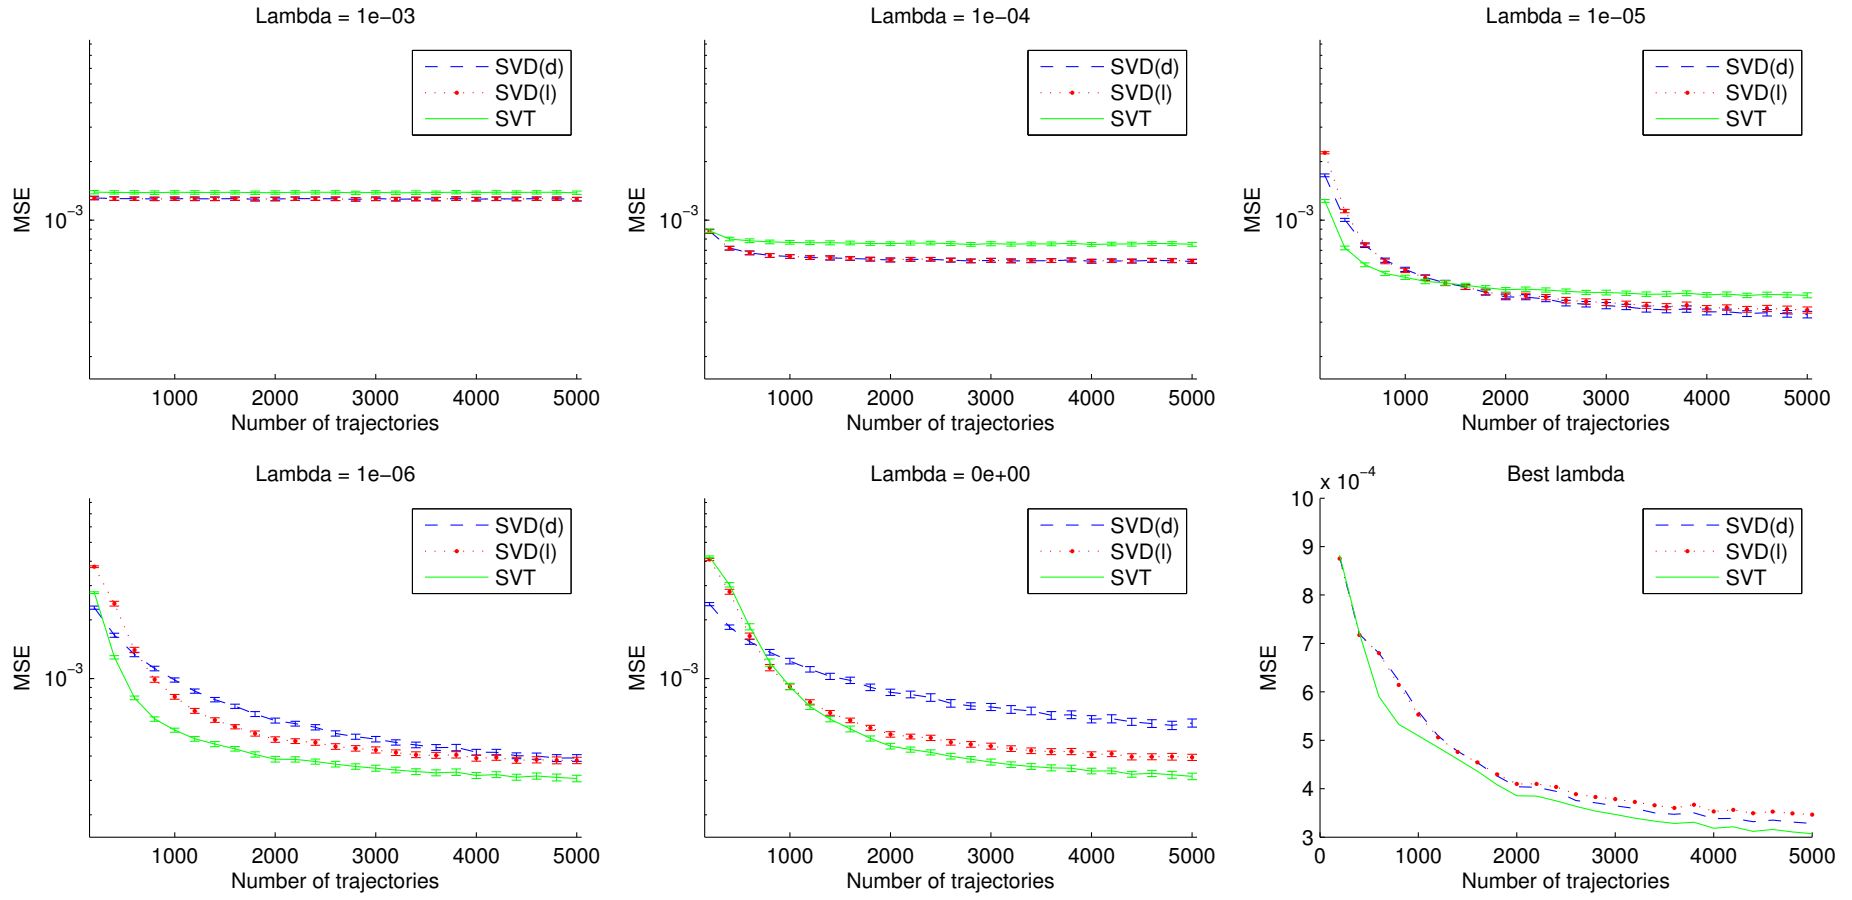 Lambda = 1e−03
SVD(d)
SVD(l)
SVT
MSE
10−3
1000 2000 3000 4000 5000
Number of trajectories
Lambda = 1e−04
SVD(d)
SVD(l)
SVT
MSE
10−3
1000 2000 3000 4000 5000
Number of trajectories
Lambda = 1e−05
SVD(d)
SVD(l)
SVT
MSE
10−3
1000 2000 3000 4000 5000
Number of trajectories
Lambda = 1e−06
SVD(d)
SVD(l)
SVT
MSE
10−3
1000 2000 3000 4000 5000
Number of trajectories
Lambda = 0e+00
SVD(d)
SVD(l)
SVT
MSE
10−3
1000 2000 3000 4000 5000
Number of trajectories
Best lambda
x 10−4
SVD(d)
SVD(l)
SVT
MSE
10
9
8
7
6
5
4
3
0 1000 2000 3000 4000 5000
Number of trajectories